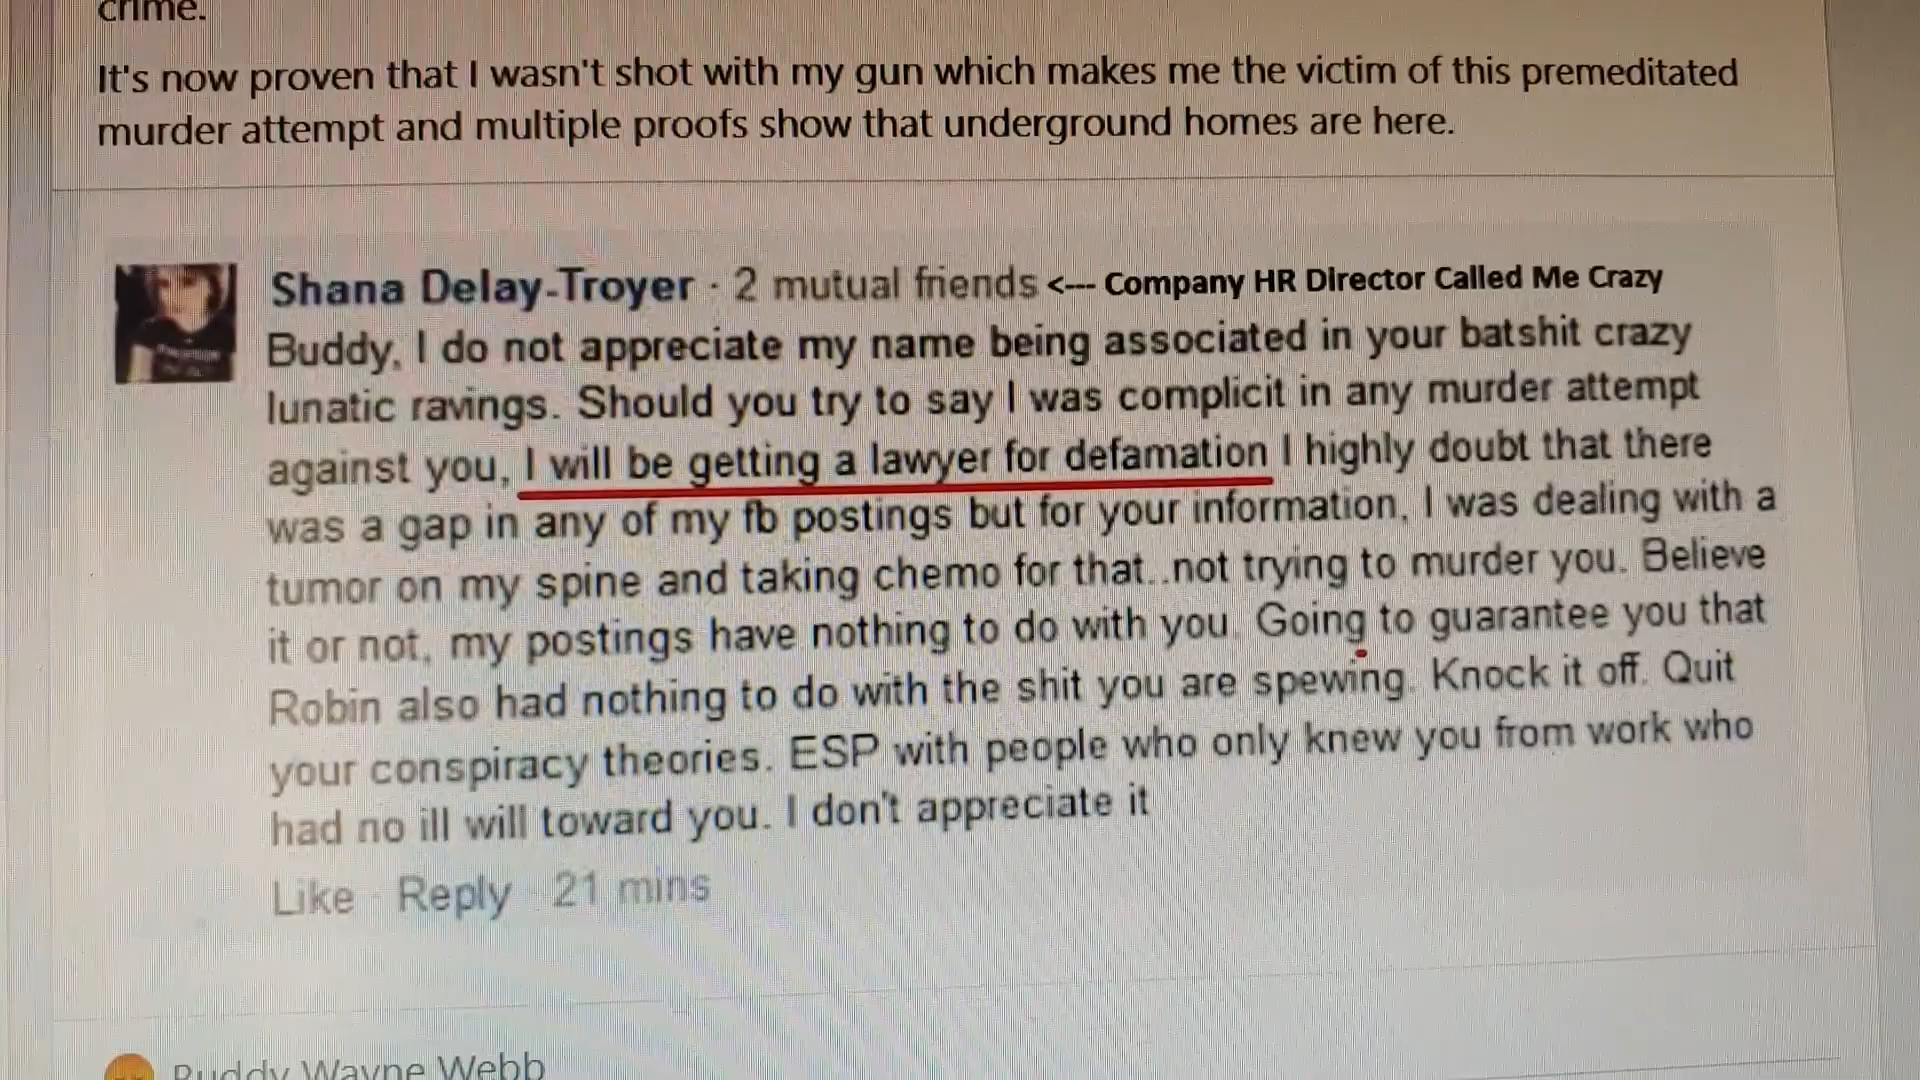 crime.
It's now proven that I wasn't shot with my gun which makes me the victim of this premeditated
murder attempt and multiple proofs show that underground homes are here.
Shana Delay-Troyer · 2 mutual friends <--- Company HR Director Called Me Crazy
Buddy, I do not appreciate my name being associated in your batshit crazy
lunatic ravings. Should you try to say I was complicit in any murder attempt
against you, I will be getting a lawyer for defamation I highly doubt that there
was a gap in any of my fb postings but for your information, I was dealing with a
tumor on my spine and taking chemo for that..not trying to murder you. Believe
it or not, my postings have nothing to do with you. Going to guarantee you that
Robin also had nothing to do with the shit you are spewing. Knock it off. Quit
your conspiracy theories. ESP with people who only knew you from work who
had no ill will toward you. I don't appreciate it
Like · Reply · 21 mins
Buddy Wayne Webb